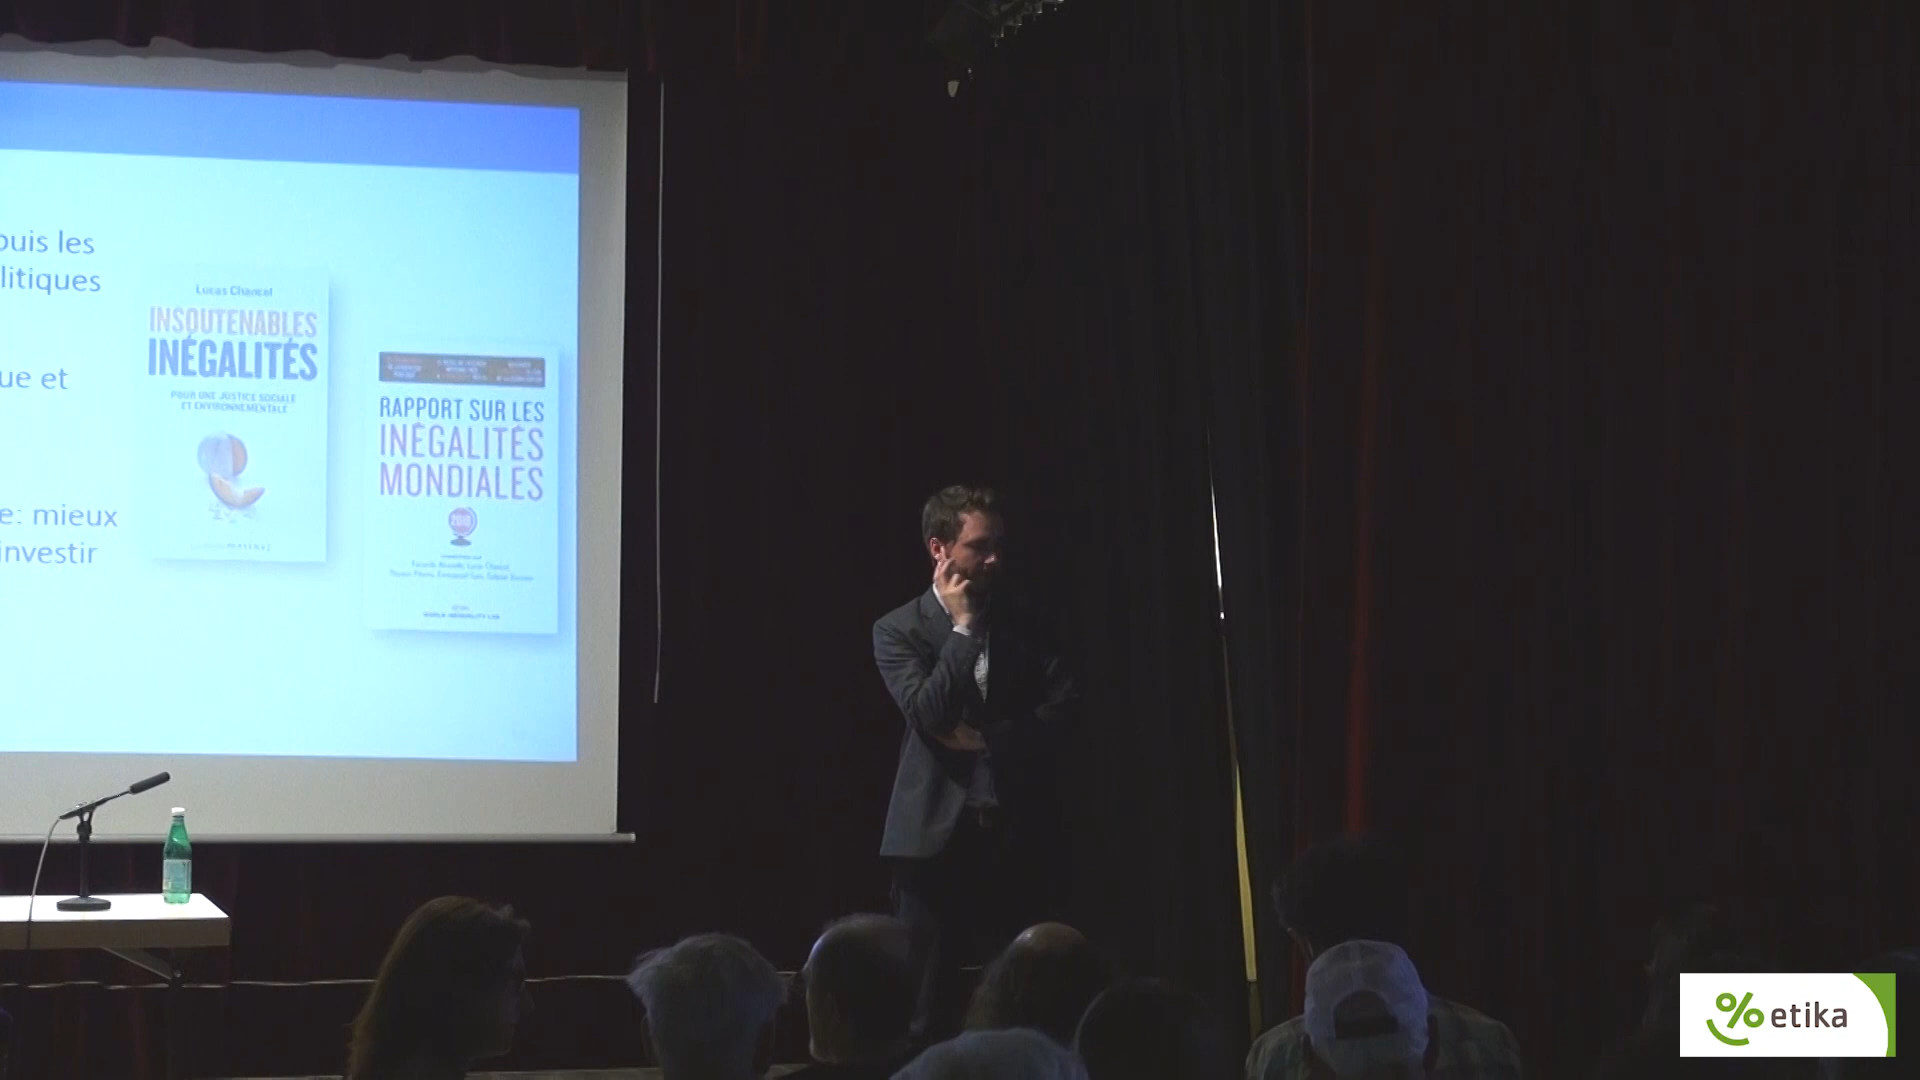 puis les
litiques
ue et
e: mieux
investir
Lucas Chancel
INSOUTENABLES
INÉGALITÉS
POUR UNE JUSTICE SOCIALE
ET ENVIRONNEMENTALE
RAPPORT SUR LES
INÉGALITÉS
MONDIALES
2018
% etika